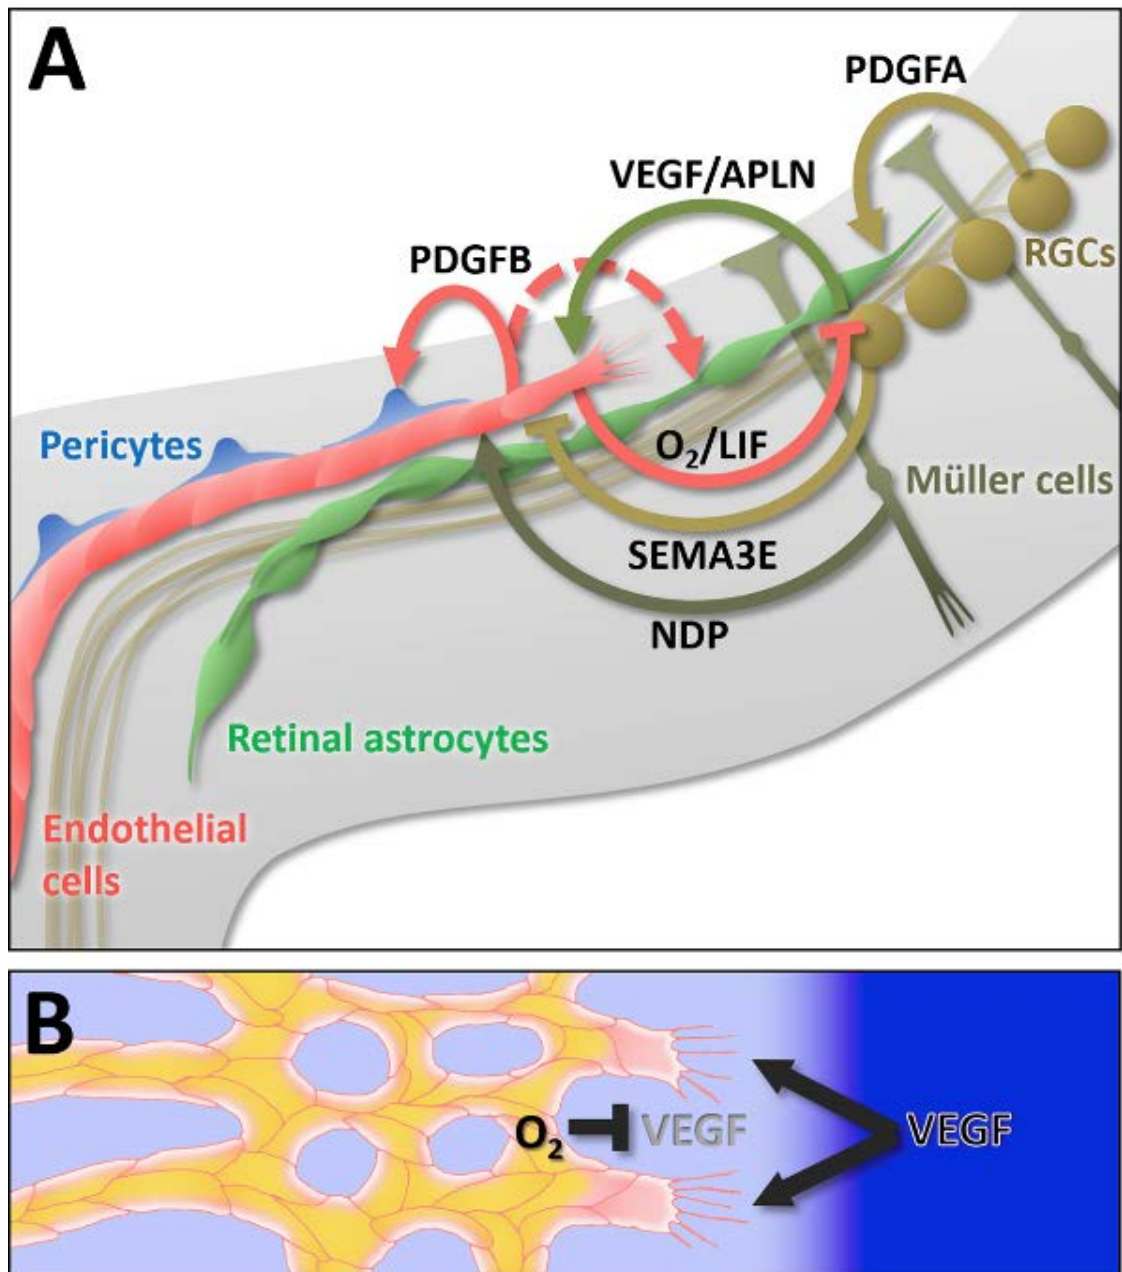 A
PDGFA
VEGF/APLN
PDGFB
RGCs
Pericytes
O₂/LIF
Müller cells
SEMA3E
NDP
Retinal astrocytes
Endothelial
cells
B
O₂
VEGF
VEGF